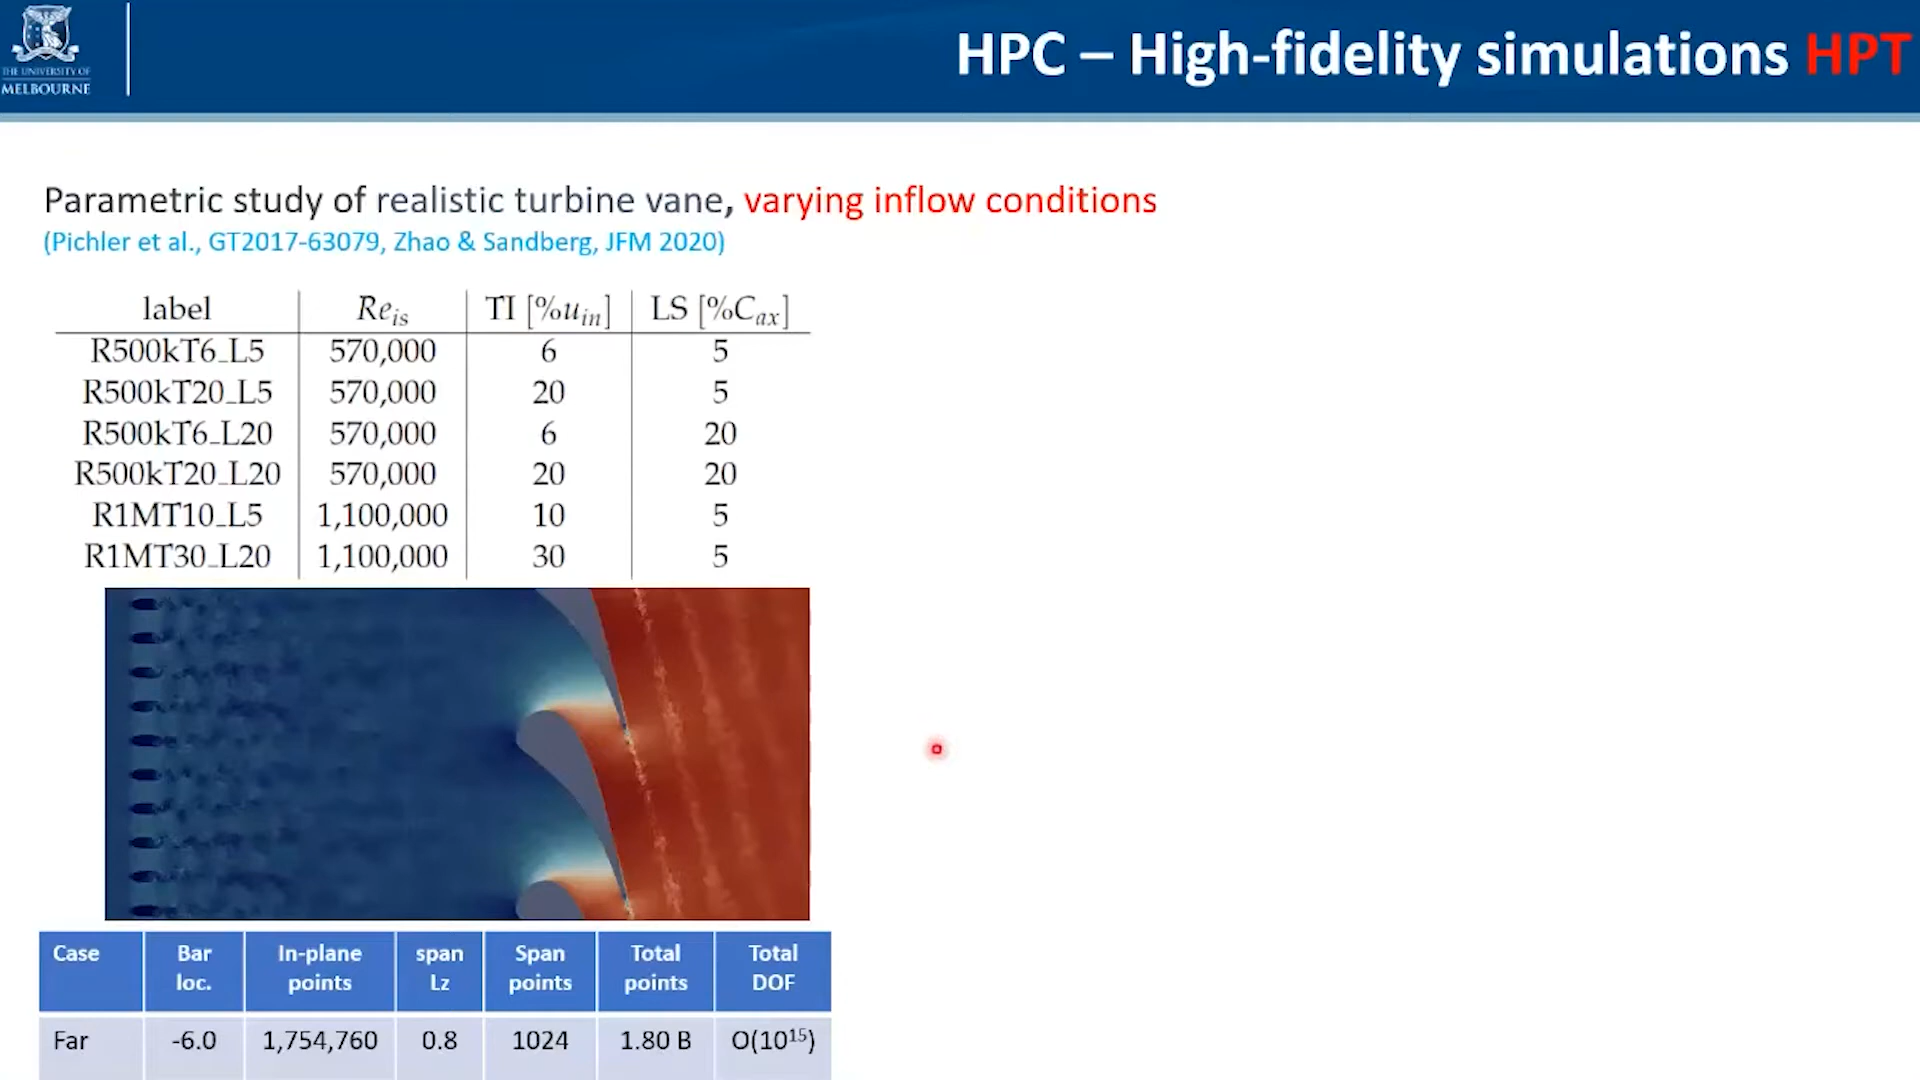 THE UNIVERSITY OF
MELBOURNE
HPC – High-fidelity simulations HPT
Parametric study of realistic turbine vane, varying inflow conditions
(Pichler et al., GT2017-63079, Zhao & Sandberg, JFM 2020)
label Re_is TI [%u_in] LS [%C_ax]
R500kT6_L5 570,000 6 5
R500kT20_L5 570,000 20 5
R500kT6_L20 570,000 6 20
R500kT20_L20 570,000 20 20
R1MT10_L5 1,100,000 10 5
R1MT30_L20 1,100,000 30 5
Case Bar loc. In-plane points span Lz Span points Total points Total DOF
Far -6.0 1,754,760 0.8 1024 1.80 B O(10¹⁵)